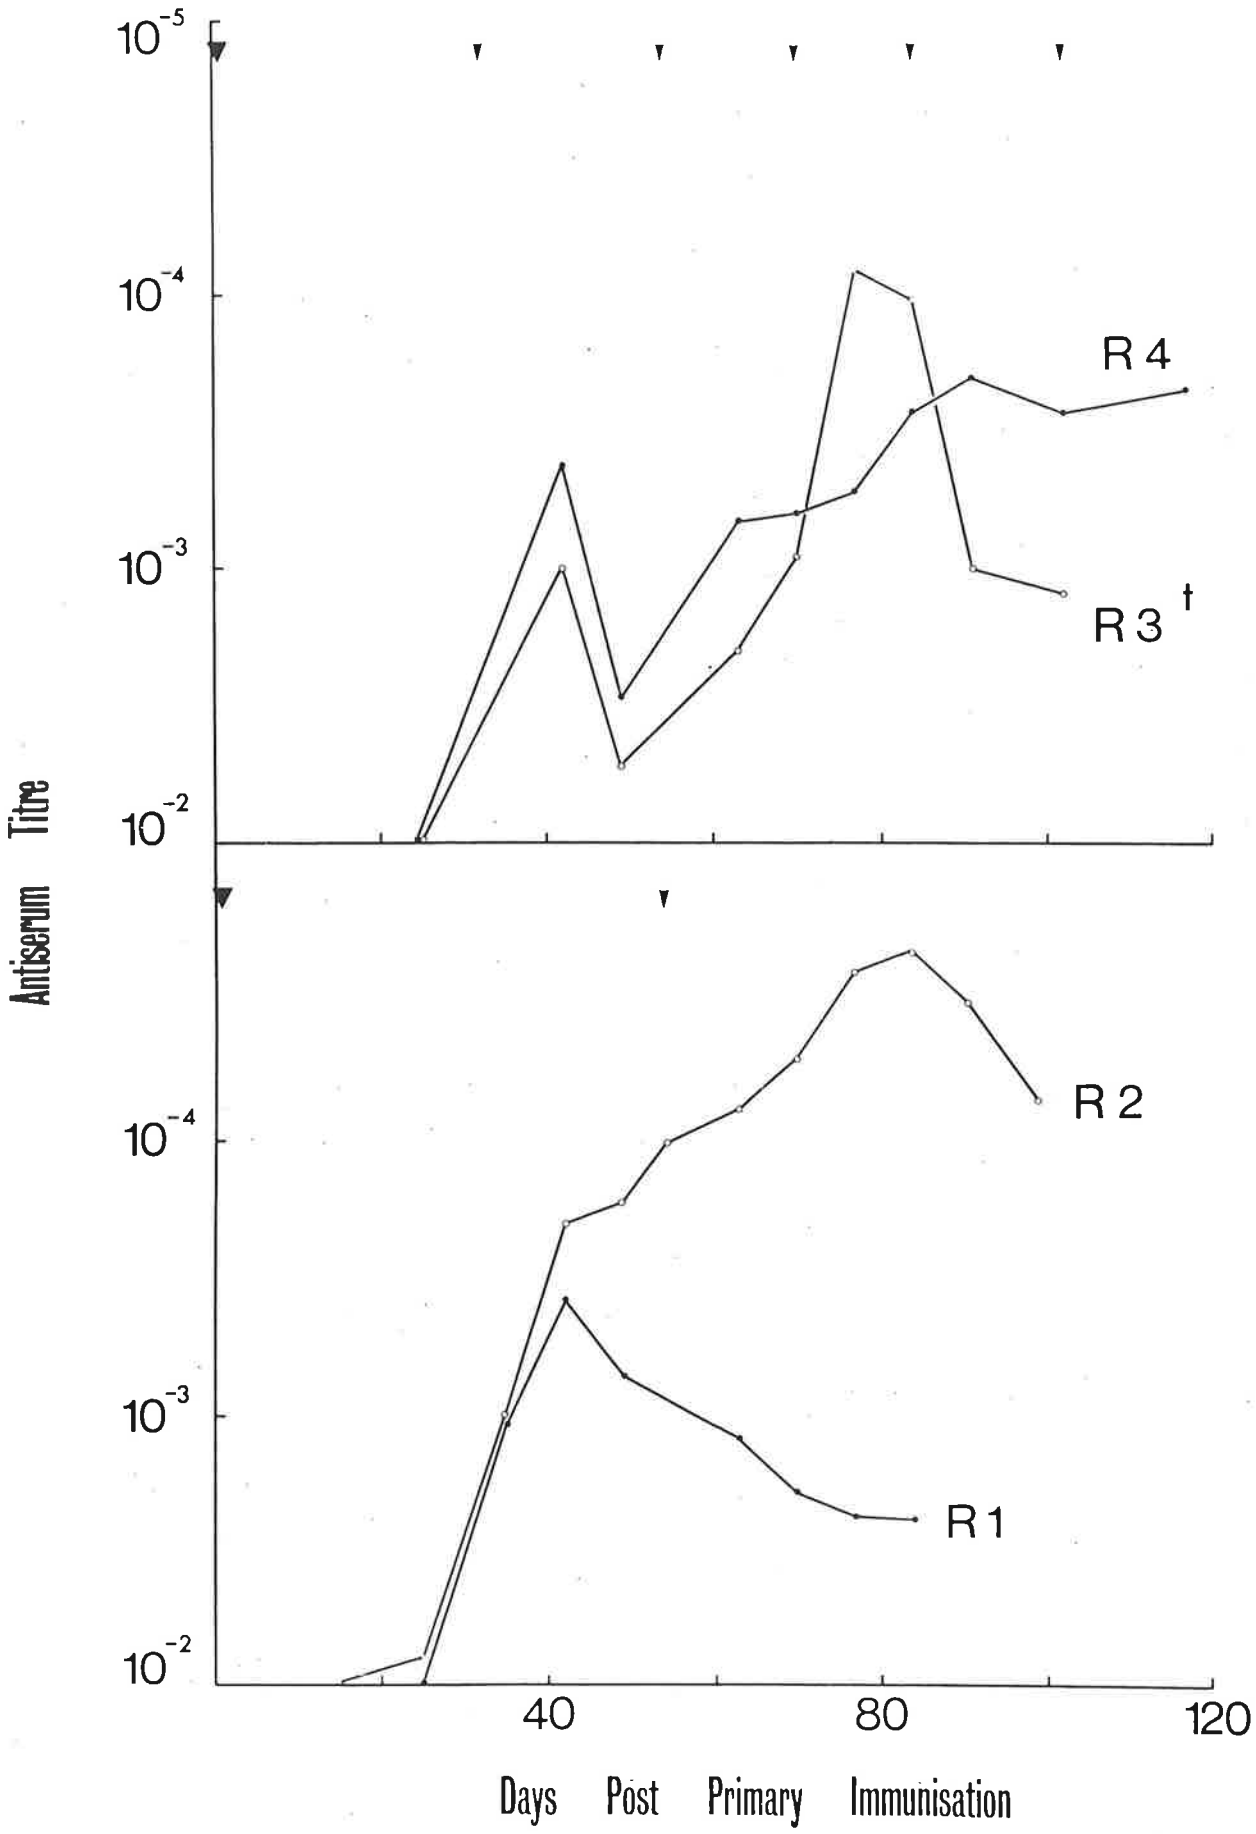 10⁻⁵
10⁻⁴
R 4
10⁻³
R 3 †
10⁻²
Antiserum Titre
10⁻⁴
R 2
10⁻³
R 1
10⁻²
40 80 120
Days Post Primary Immunisation